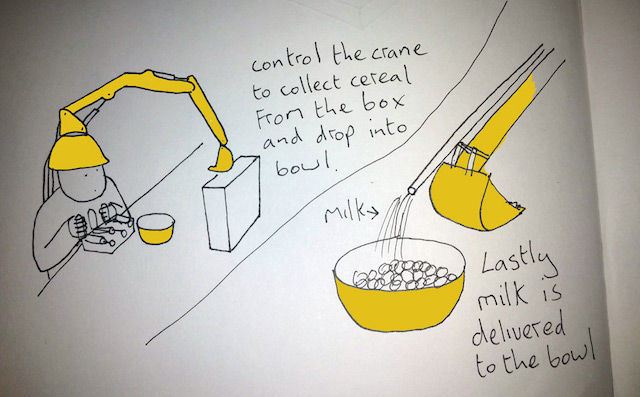 control the crane
to collect cereal
From the box
and drop into
bowl.
Milk→
Lastly
milk is
delivered
to the bowl